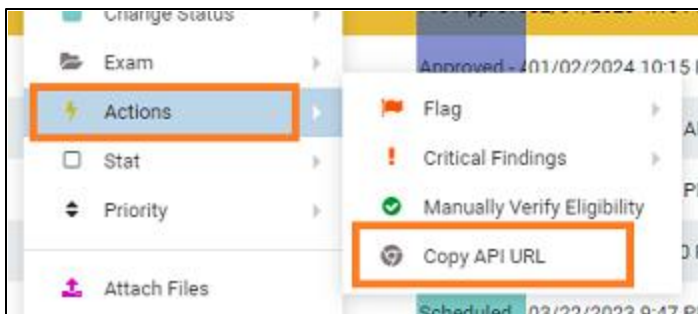 Change Status
Exam
Approved - 01/02/2024 10:15
Actions
Flag
Stat
Critical Findings
Priority
Manually Verify Eligibility
Copy API URL
Attach Files
Scheduled 03/22/2023 9:47 P